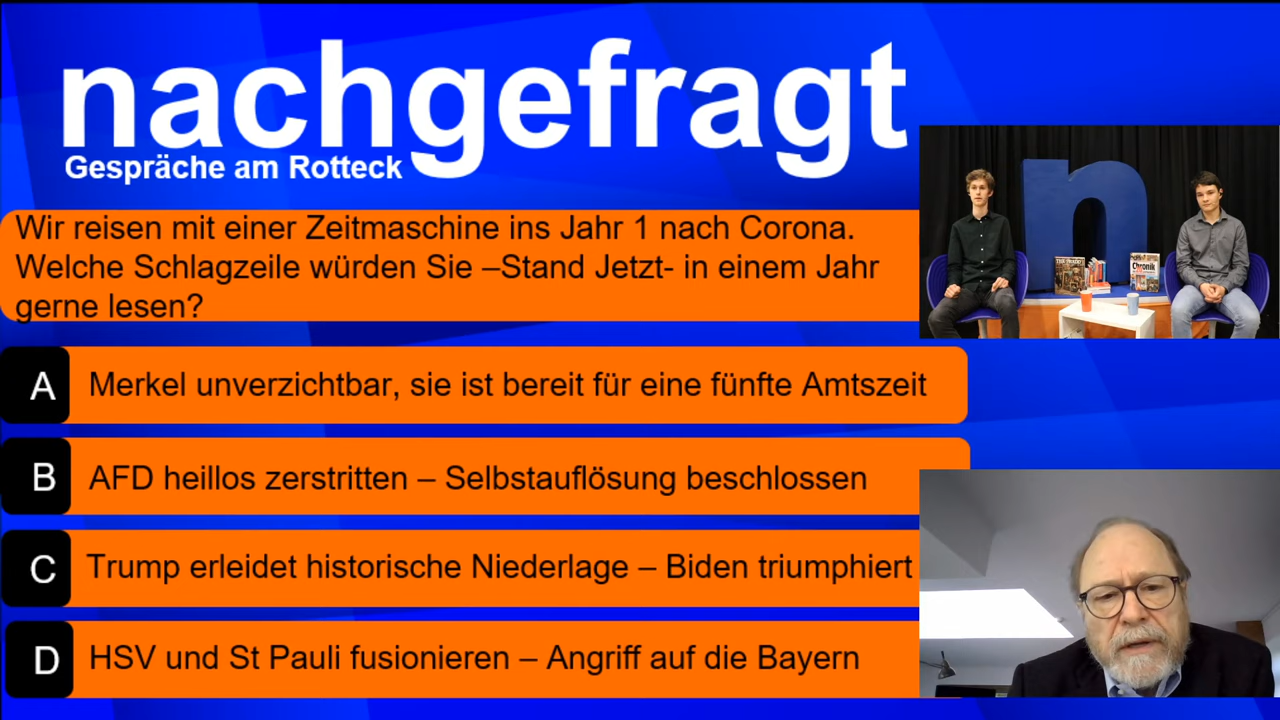 nachgefragt
Gespräche am Rotteck
Wir reisen mit einer Zeitmaschine ins Jahr 1 nach Corona.
Welche Schlagzeile würden Sie –Stand Jetzt- in einem Jahr
gerne lesen?
A Merkel unverzichtbar, sie ist bereit für eine fünfte Amtszeit
B AFD heillos zerstritten – Selbstauflösung beschlossen
C Trump erleidet historische Niederlage – Biden triumphiert
D HSV und St Pauli fusionieren – Angriff auf die Bayern
n
Chronik